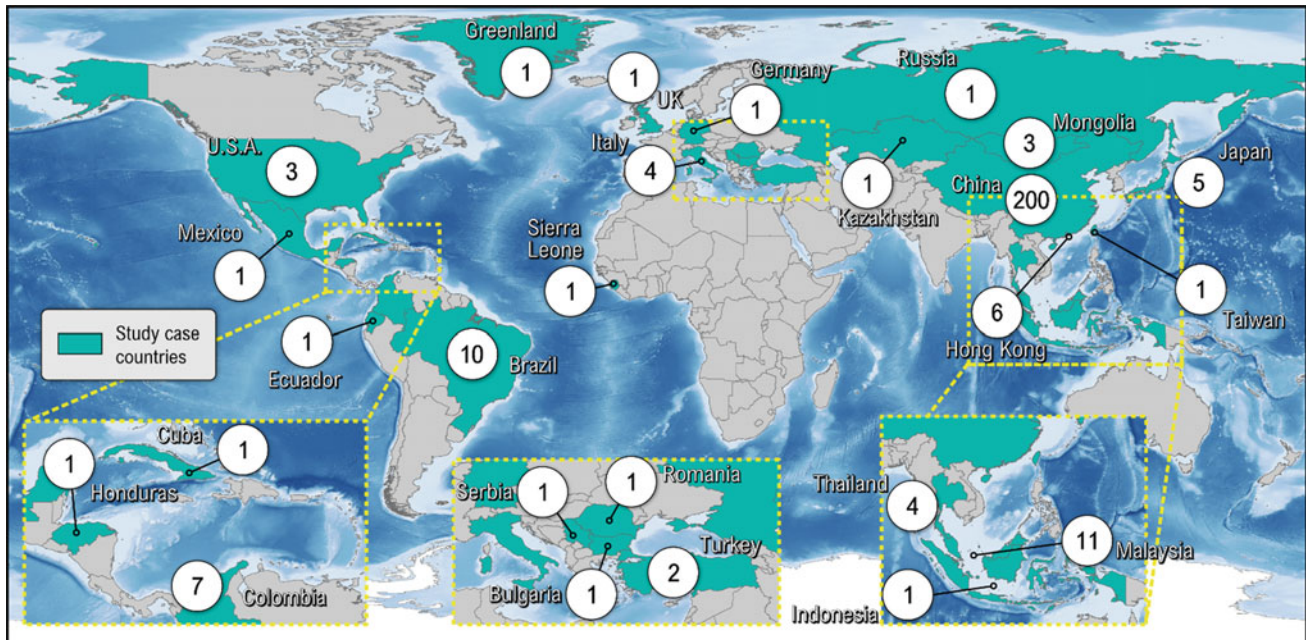 Greenland
1
1
UK
Germany
1
Russia
1
Mongolia
3
U.S.A.
3
Italy
4
1
Kazakhstan
China
200
Japan
5
Mexico
1
Sierra
Leone
1
6
Hong Kong
1
Taiwan
Study case
countries
1
Ecuador
10
Brazil
Cuba
1
1
Honduras
7
Colombia
Serbia
1
1
Romania
Turkey
2
Bulgaria
1
Thailand
4
11
Malaysia
Indonesia
1